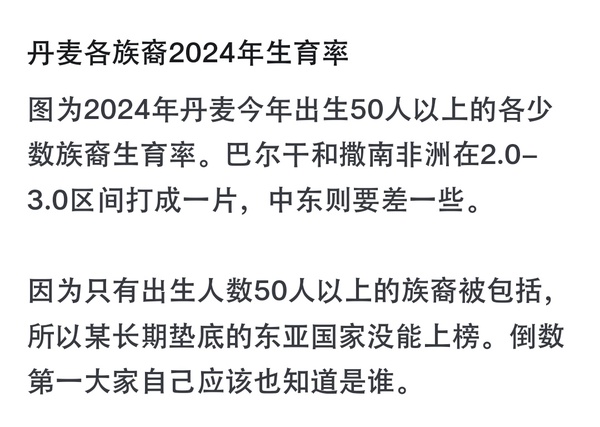 丹麦各族裔2024年生育率
图为2024年丹麦今年出生50人以上的各少
数族裔生育率。巴尔干和撒南非洲在2.0–
3.0区间打成一片，中东则要差一些。
因为只有出生人数50人以上的族裔被包括，
所以某长期垫底的东亚国家没能上榜。倒数
第一大家自己应该也知道是谁。